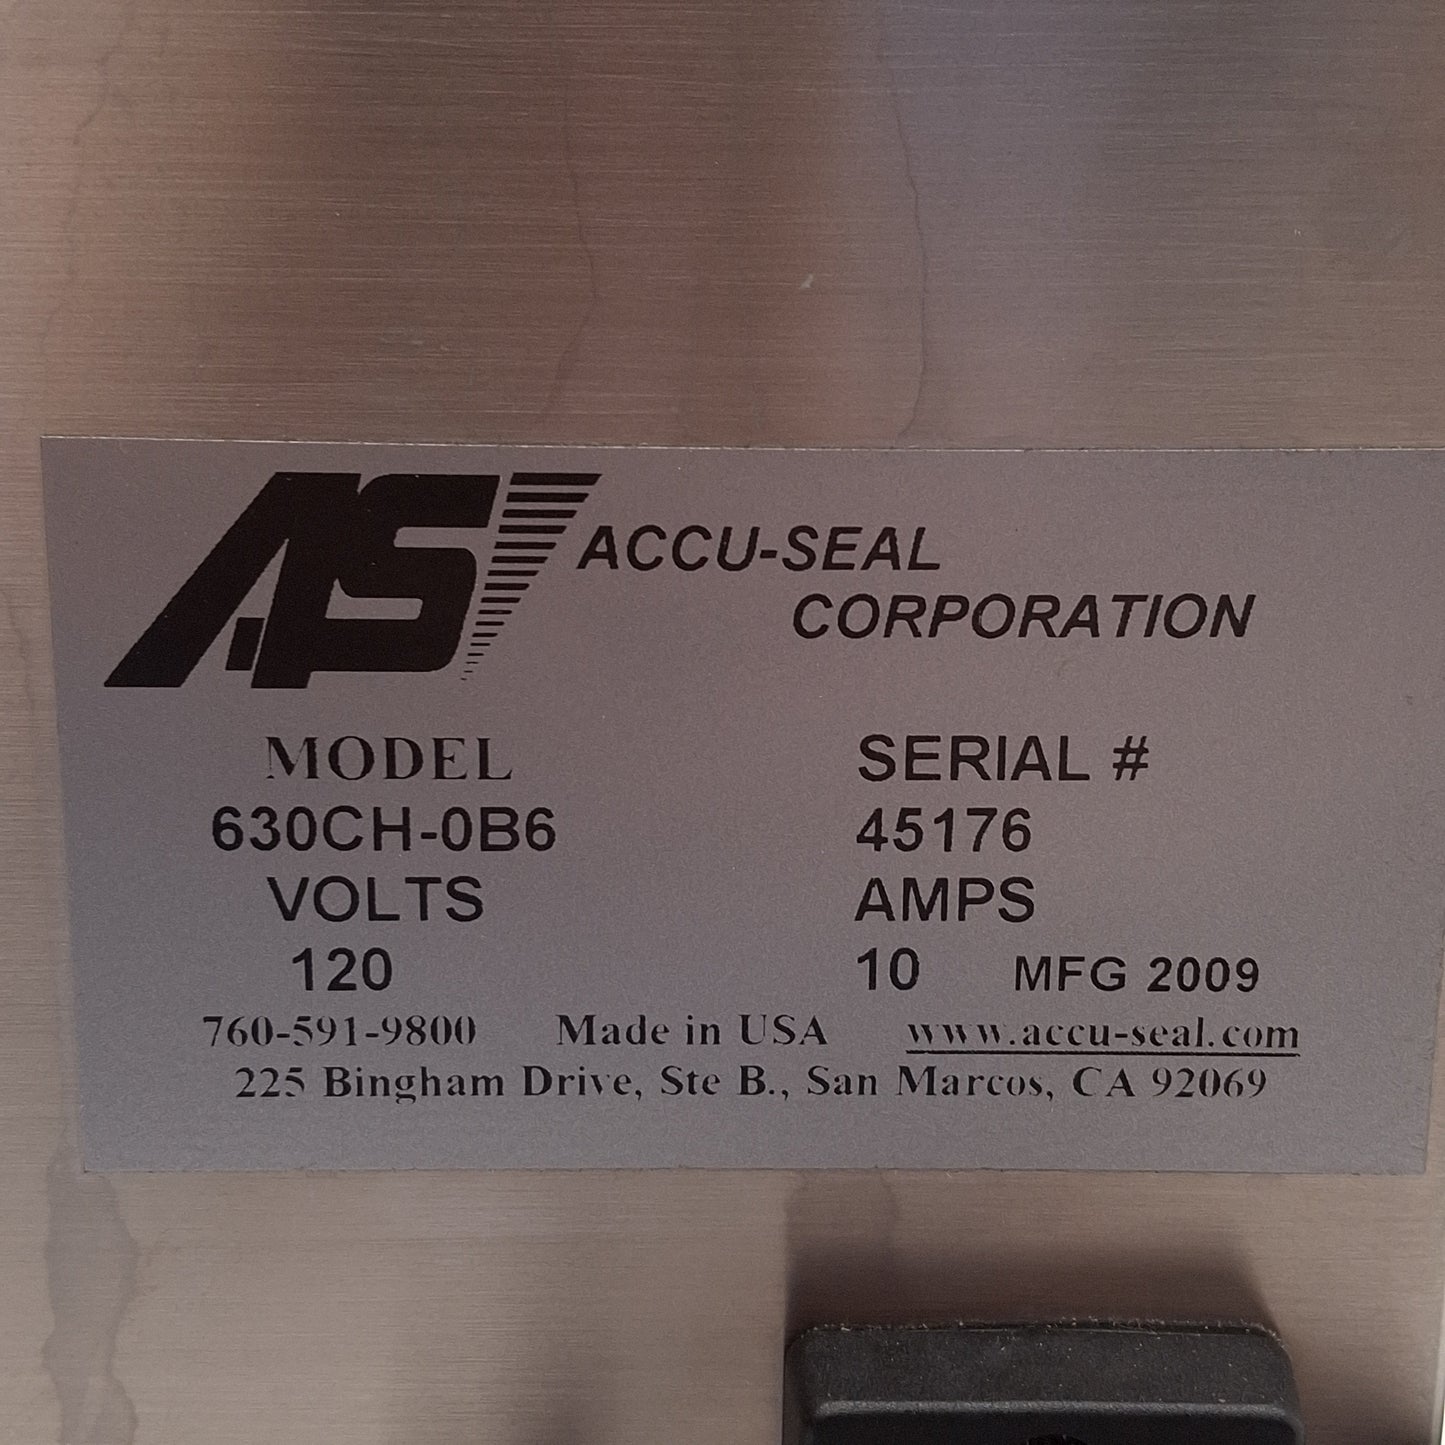 AS ACCU-SEAL
CORPORATION
MODEL SERIAL #
630CH-0B6 45176
VOLTS AMPS
120 10 MFG 2009
760-591-9800 Made in USA www.accu-seal.com
225 Bingham Drive, Ste B., San Marcos, CA 92069